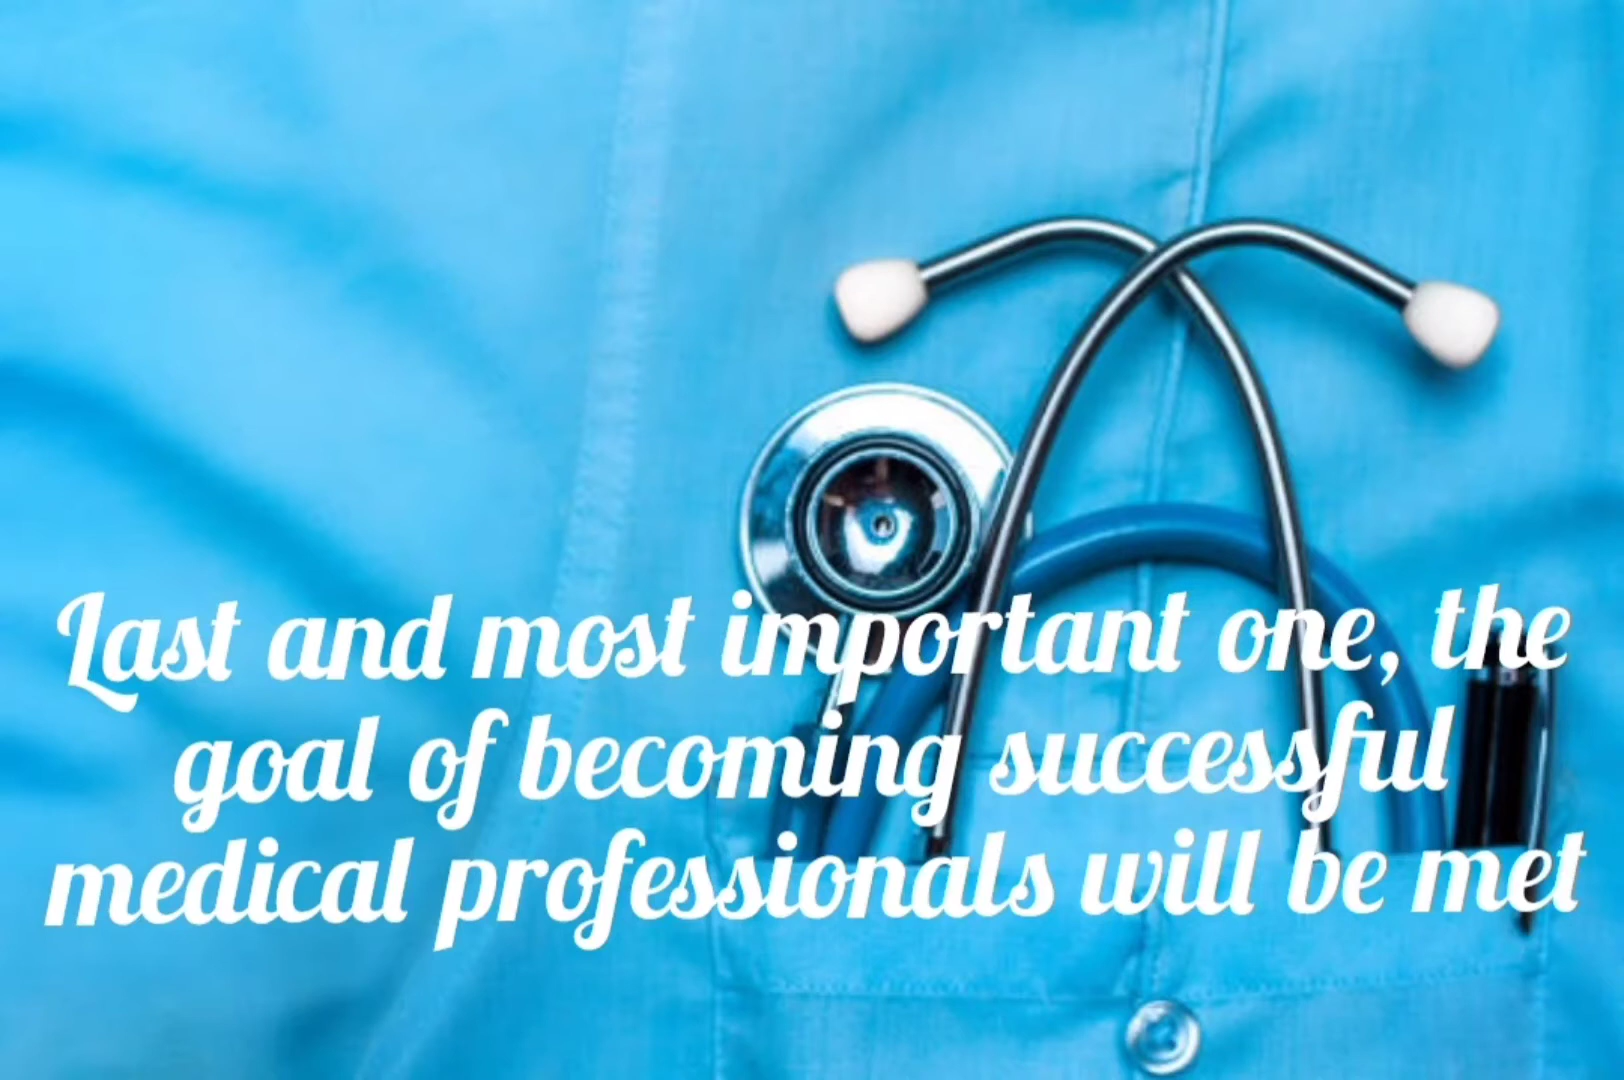 Last and most important one, the
goal of becoming successful
medical professionals will be met